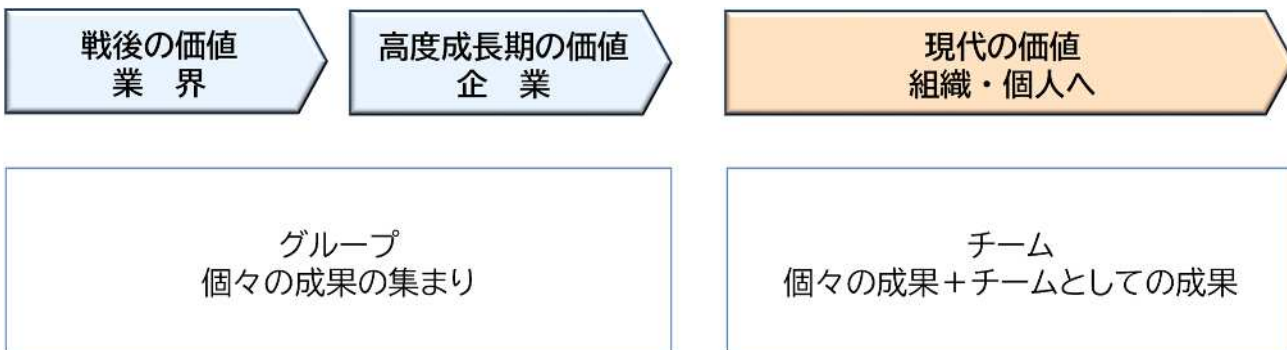 戦後の価値
業　界
高度成長期の価値
企　業
現代の価値
組織・個人へ
グループ
個々の成果の集まり
チーム
個々の成果＋チームとしての成果